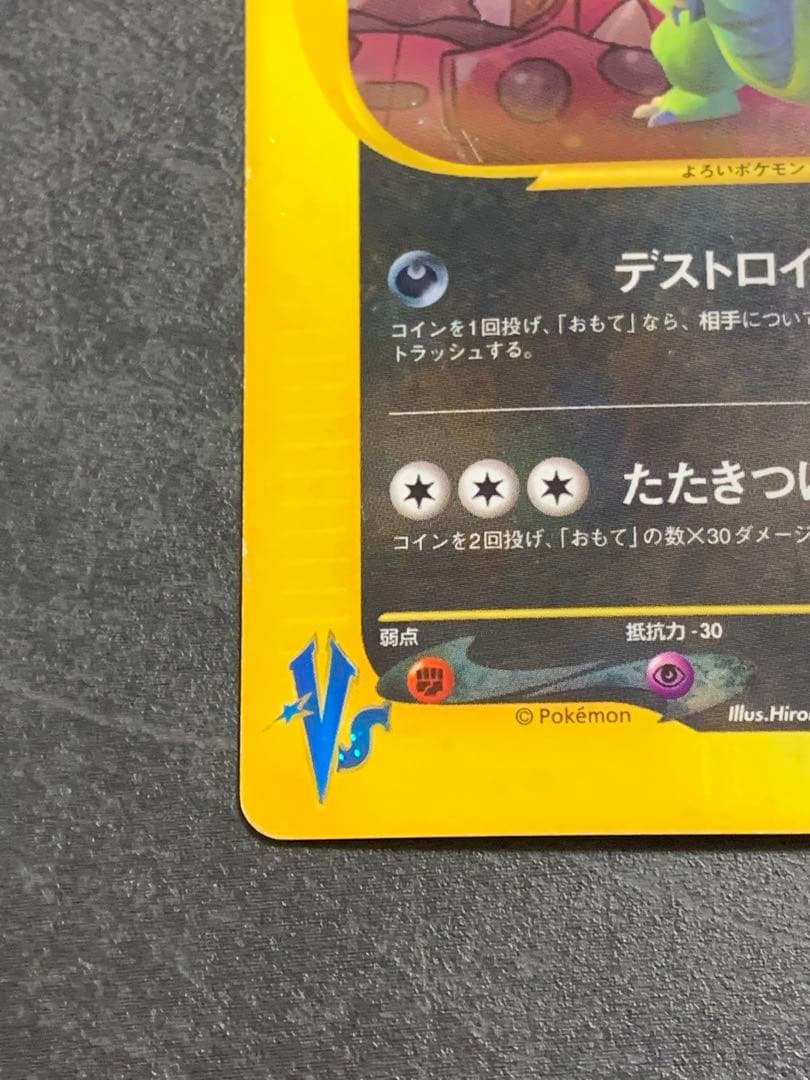 よろいポケモン
デストロイ
コインを1回投げ、「おもて」なら、相手につい
トラッシュする。
たたきつ
コインを2回投げ、「おもて」の数×30ダメージ
弱点
抵抗力 -30
VS
© Pokémon
Illus.Hiro